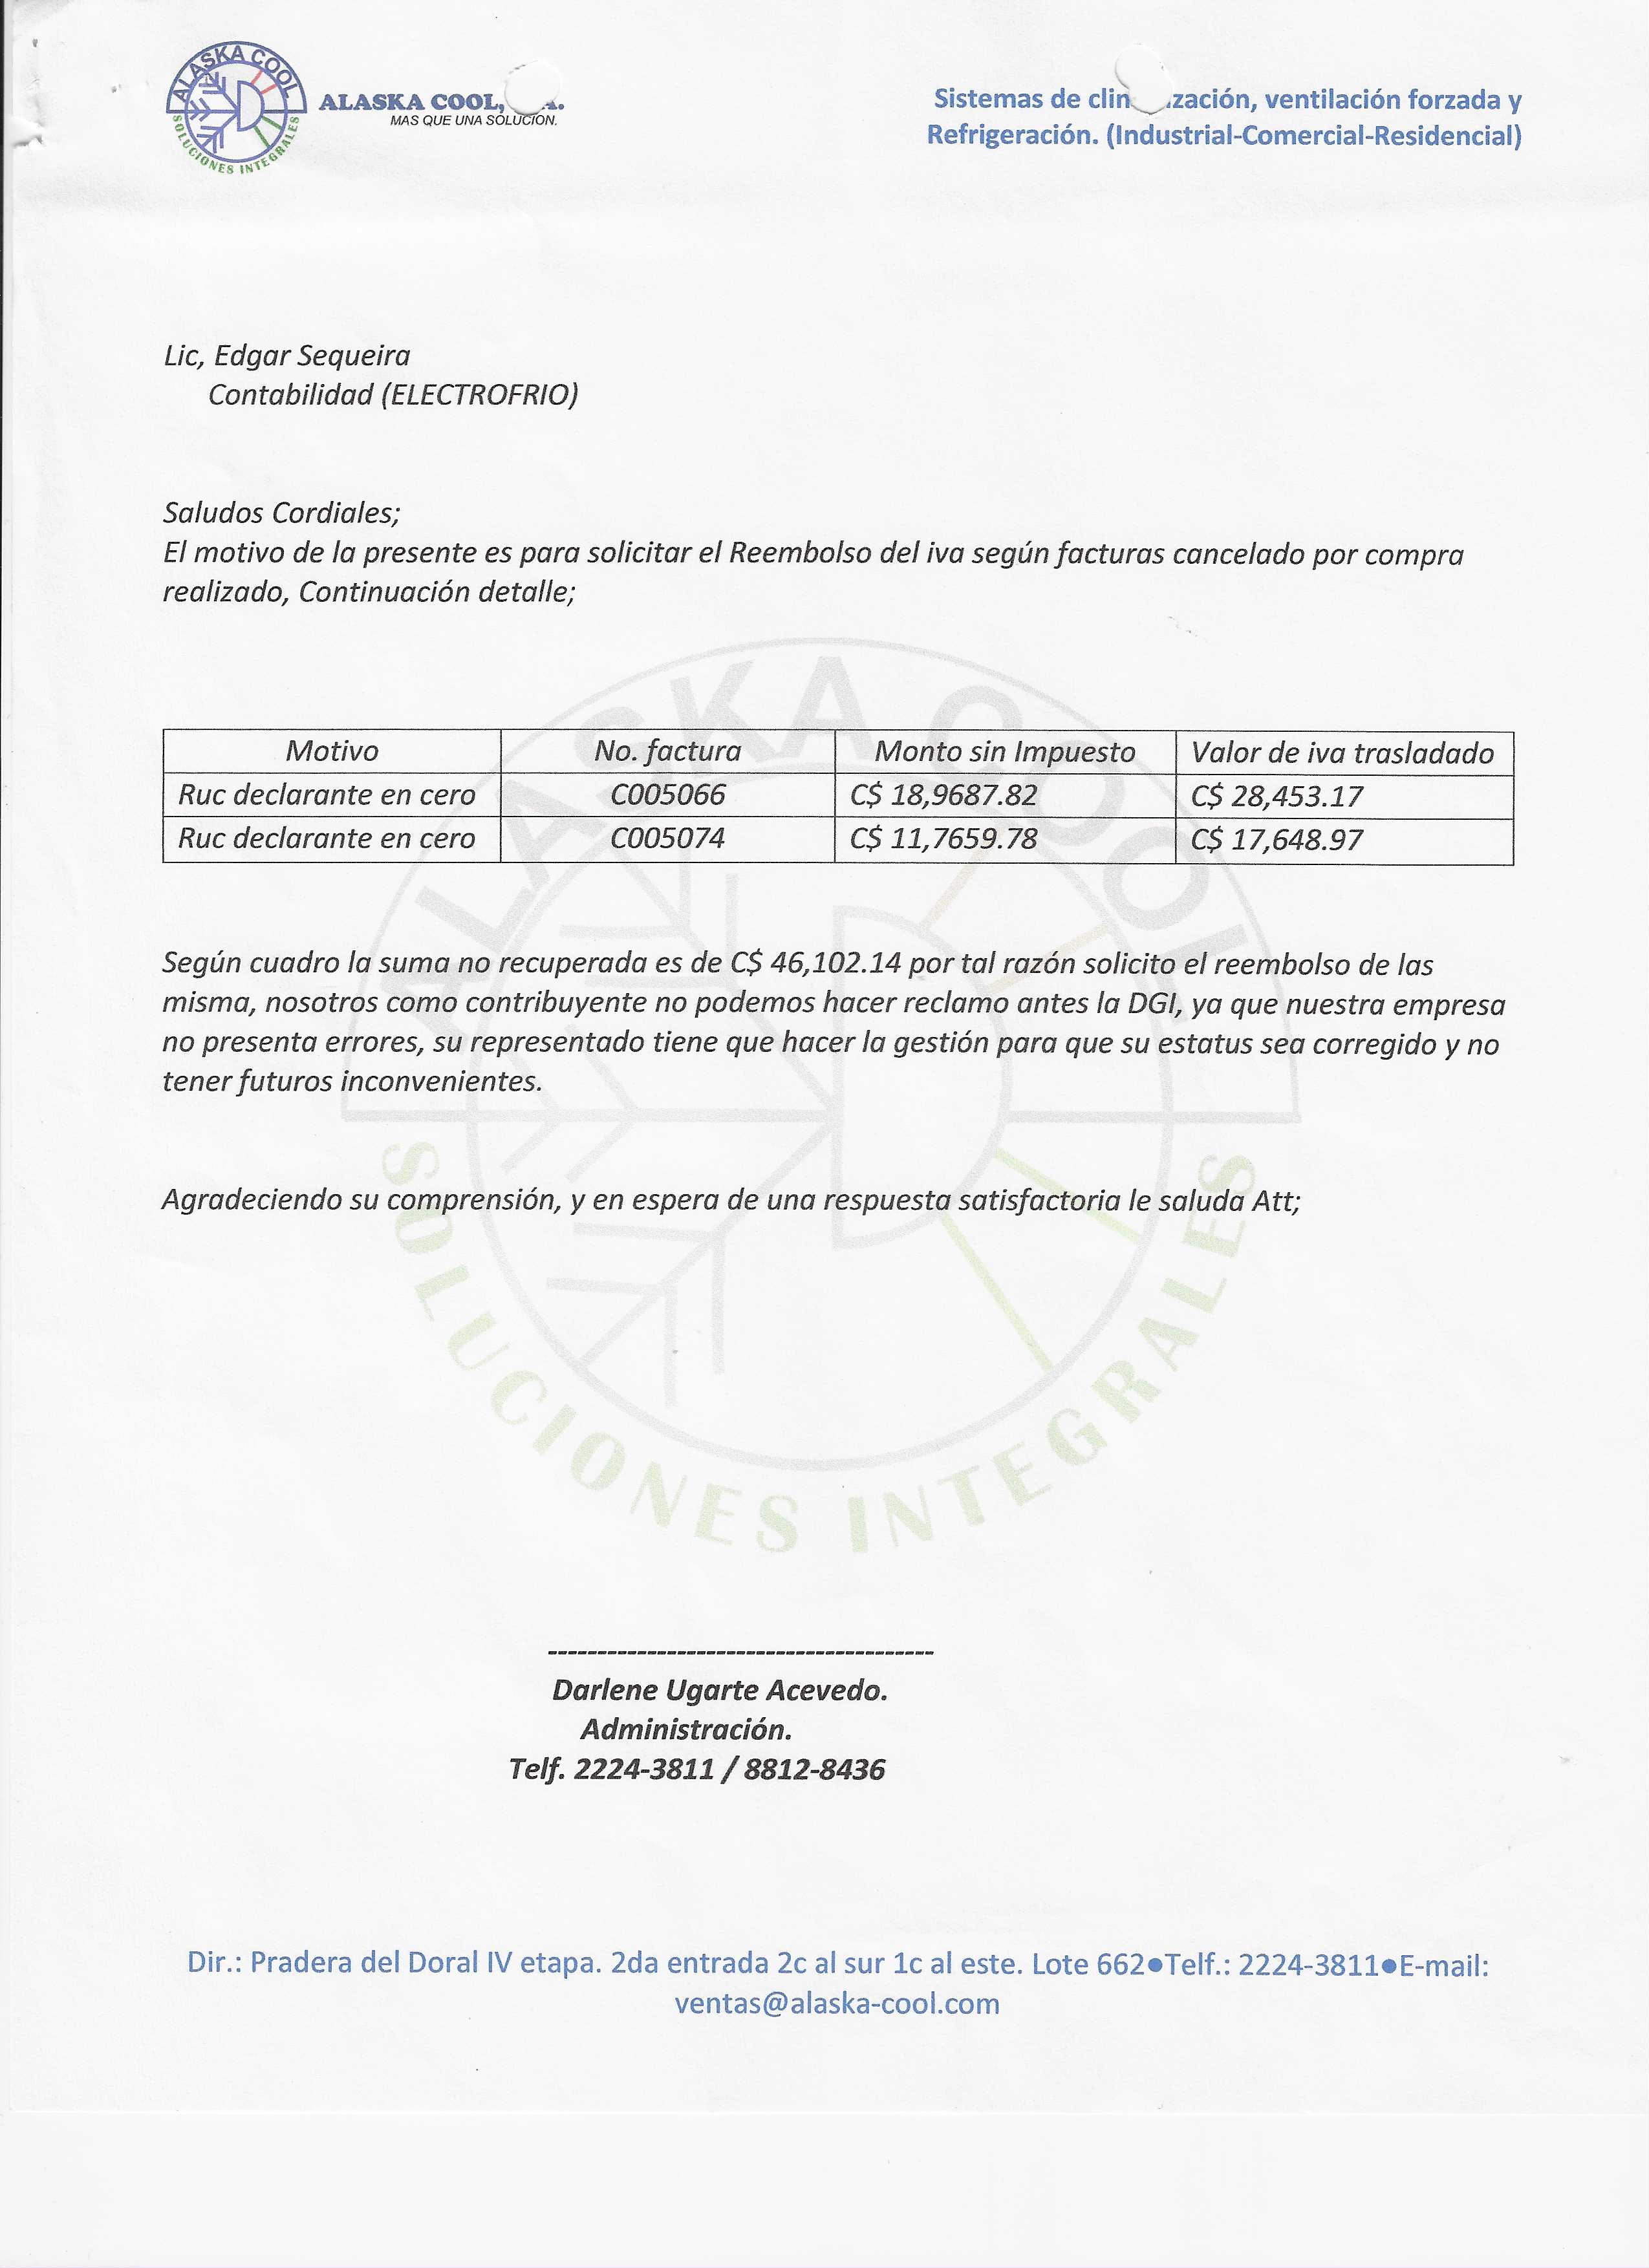 ALASKA COOL
SOLUCIONES INTEGRALES
ALASKA COOL,
MAS QUE UNA SOLUCION.
Sistemas de ventilación forzada y
Refrigeración. (Industrial-Comercial-Residencial)
Lic, Edgar Sequeira
Contabilidad (ELECTROFRIO)
Saludos Cordiales;
El motivo de la presente es para solicitar el Reembolso del iva según facturas cancelado por compra
realizado, Continuación detalle;
Motivo No. factura Monto sin Impuesto Valor de iva trasladado
Ruc declarante en cero C005066 C$ 18,9687.82 C$ 28,453.17
Ruc declarante en cero C005074 C$ 11,7659.78 C$ 17,648.97
Según cuadro la suma no recuperada es de C$ 46,102.14 por tal razón solicito el reembolso de las
misma, nosotros como contribuyente no podemos hacer reclamo antes la DGI, ya que nuestra empresa
no presenta errores, su representado tiene que hacer la gestión para que su estatus sea corregido y no
tener futuros inconvenientes.
Agradeciendo su comprensión, y en espera de una respuesta satisfactoria le saluda Att;
ALASKA COOL
SOLUCIONES INTEGRALES
---------------------------------------
Darlene Ugarte Acevedo.
Administración.
Telf. 2224-3811 / 8812-8436
Dir.: Pradera del Doral IV etapa. 2da entrada 2c al sur 1c al este. Lote 662●Telf.: 2224-3811●E-mail:
ventas@alaska-cool.com